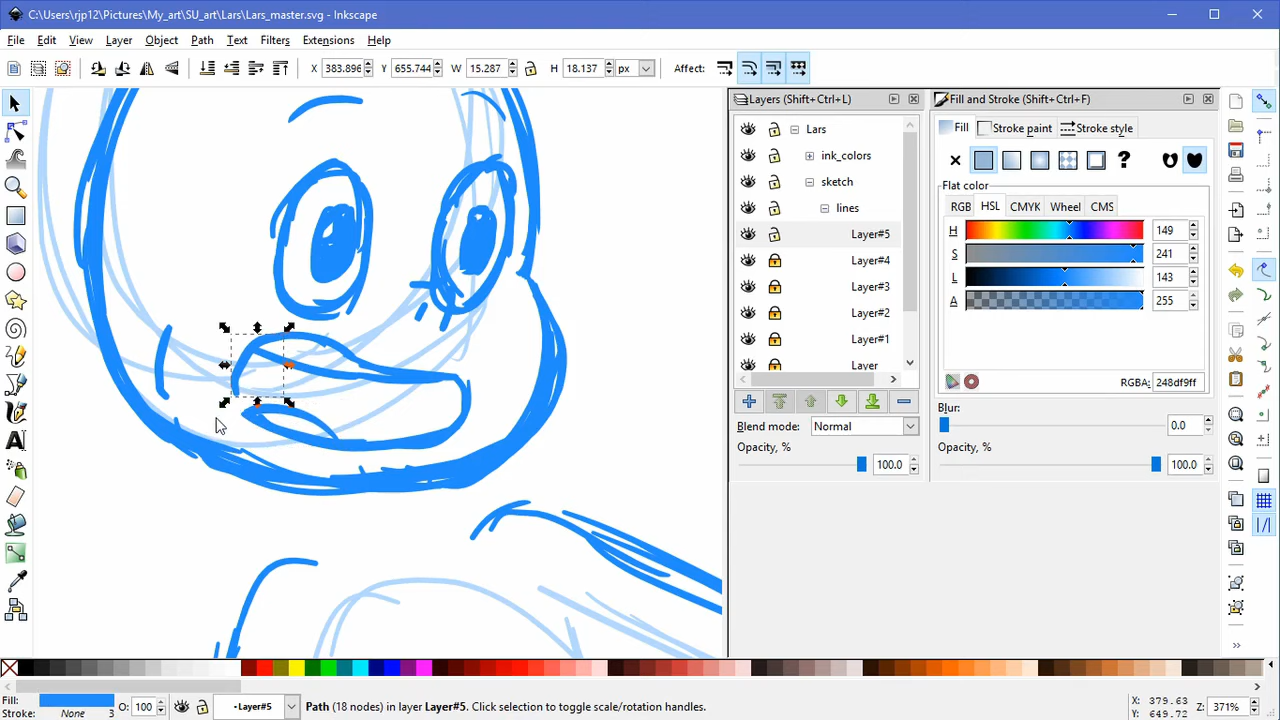 C:\Users\rjp12\Pictures\My_art\SU_art\Lars\Lars_master.svg - Inkscape
File Edit View Layer Object Path Text Filters Extensions Help
X 383.896 Y 655.744 W 15.287 H 18.137 px Affect:
Layers (Shift+Ctrl+L)
Fill and Stroke (Shift+Ctrl+F)
Lars
ink_colors
sketch
lines
Layer#5
Layer#4
Layer#3
Layer#2
Layer#1
Layer
Blend mode: Normal
Opacity, %
100.0
Fill Stroke paint Stroke style
?
Flat color
RGB HSL CMYK Wheel CMS
H 149
S 241
L 143
A 255
RGBA: 248df9ff
Blur:
0.0
Opacity, %
100.0
A
Fill:
Stroke: None 3
O: 100
Layer#5
Path (18 nodes) in layer Layer#5. Click selection to toggle scale/rotation handles.
X: 379.63
Y: 649.72
Z: 371%